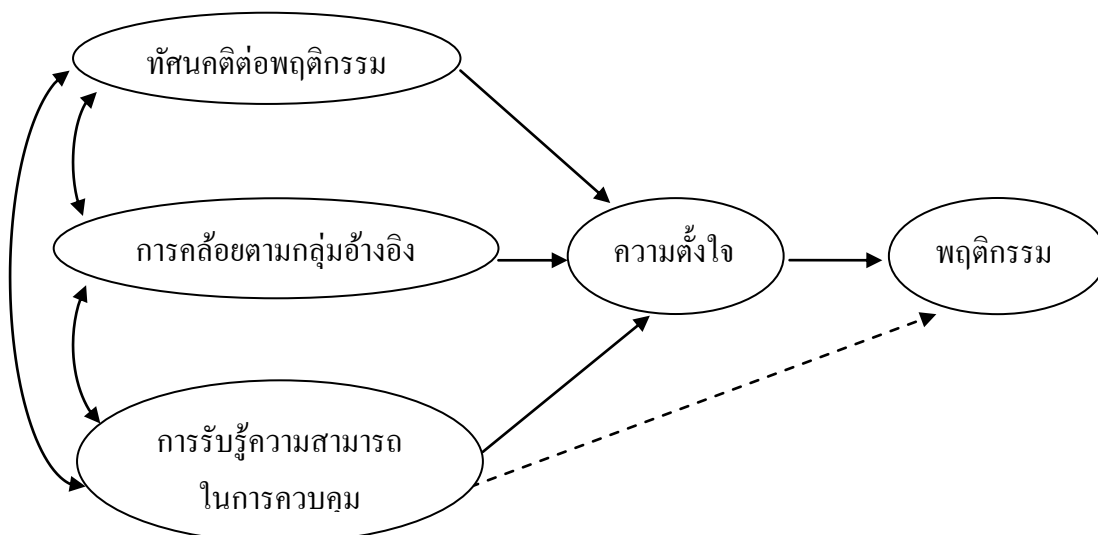 ทัศนคติต่อพฤติกรรม
การคล้อยตามกลุ่มอ้างอิง
ความตั้งใจ
พฤติกรรม
การรับรู้ความสามารถ
ในการควบคุม